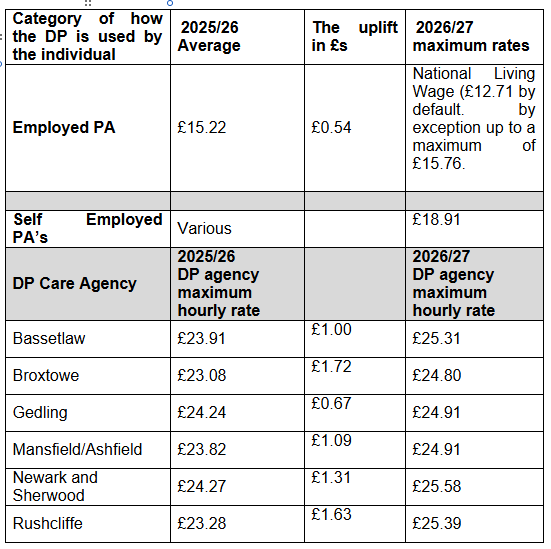 Category of how the DP is used by the individual
2025/26 Average
The uplift in £s
2026/27 maximum rates
Employed PA
£15.22
£0.54
National Living Wage (£12.71 by default. by exception up to a maximum of £15.76.
Self Employed PA's
Various
£18.91
DP Care Agency
2025/26 DP agency maximum hourly rate
2026/27 DP agency maximum hourly rate
Bassetlaw
£23.91
£1.00
£25.31
Broxtowe
£23.08
£1.72
£24.80
Gedling
£24.24
£0.67
£24.91
Mansfield/Ashfield
£23.82
£1.09
£24.91
Newark and Sherwood
£24.27
£1.31
£25.58
Rushcliffe
£23.28
£1.63
£25.39